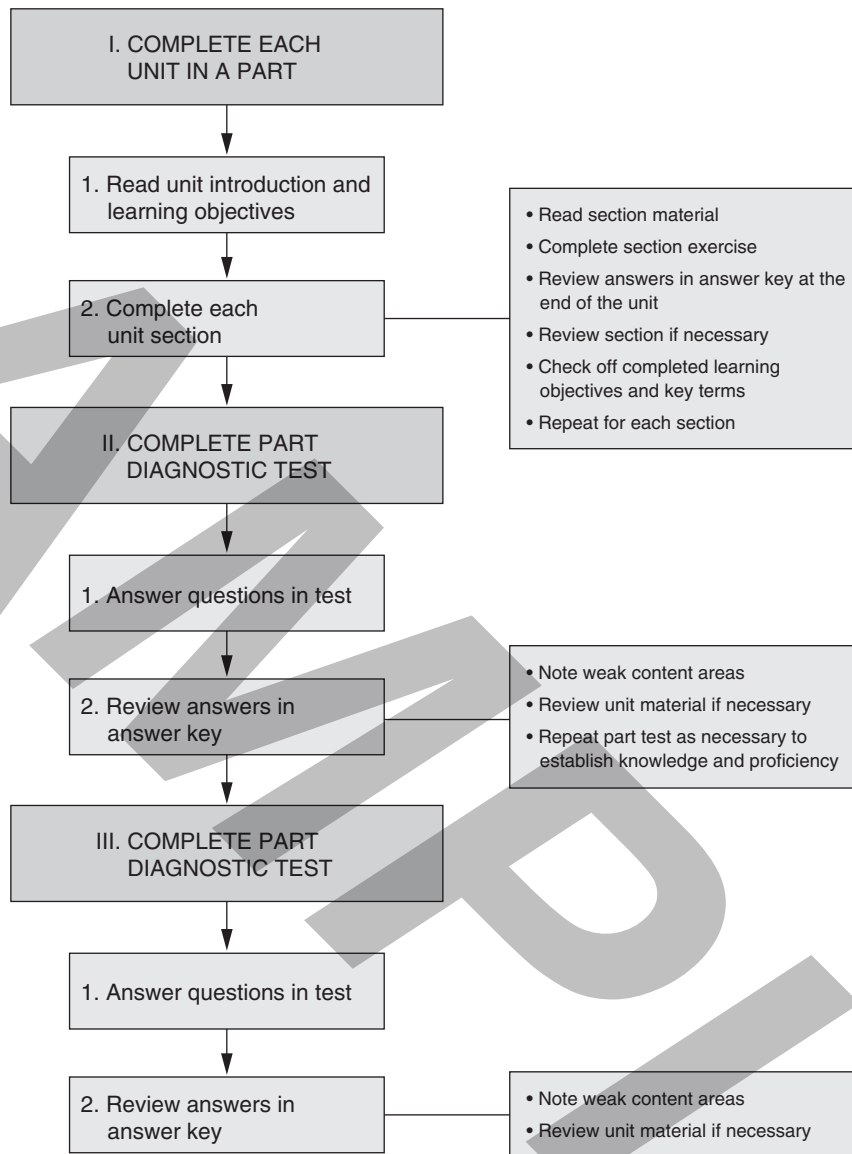 I. COMPLETE EACH
UNIT IN A PART
1. Read unit introduction and
learning objectives
2. Complete each
unit section
• Read section material
• Complete section exercise
• Review answers in answer key at the
end of the unit
• Review section if necessary
• Check off completed learning
objectives and key terms
• Repeat for each section
II. COMPLETE PART
DIAGNOSTIC TEST
1. Answer questions in test
2. Review answers in
answer key
• Note weak content areas
• Review unit material if necessary
• Repeat part test as necessary to
establish knowledge and proficiency
III. COMPLETE PART
DIAGNOSTIC TEST
1. Answer questions in test
2. Review answers in
answer key
• Note weak content areas
• Review unit material if necessary